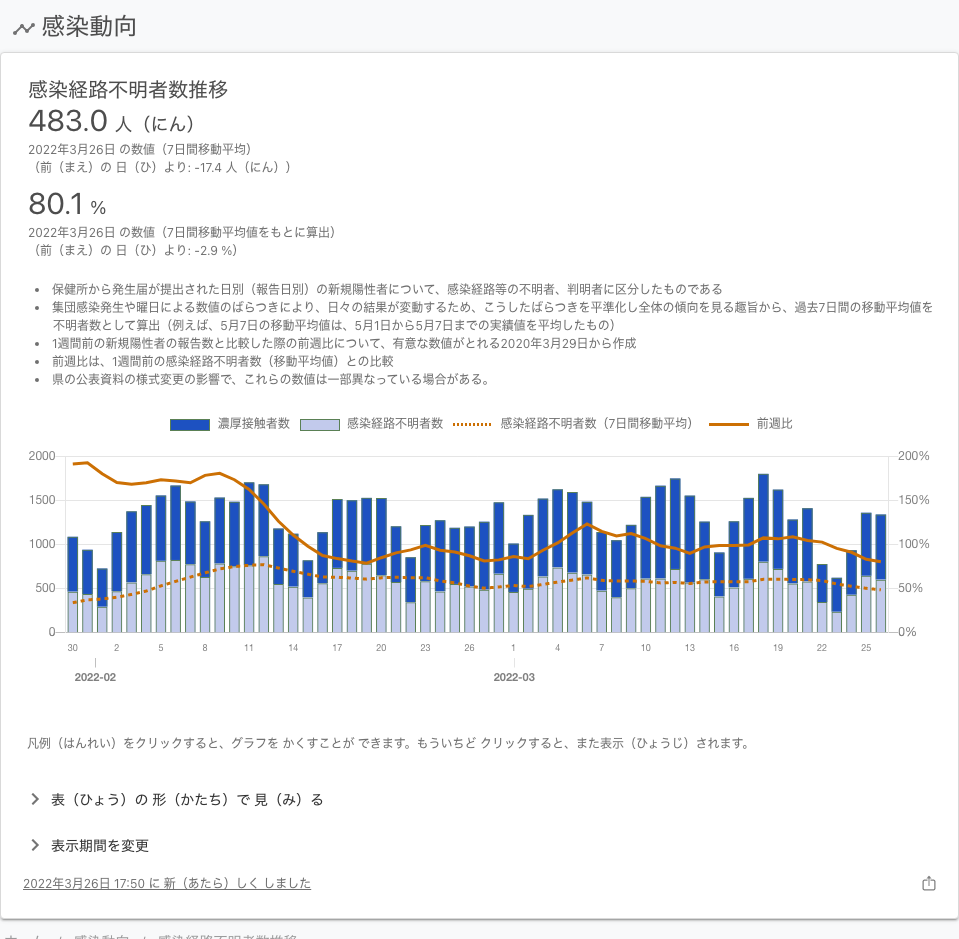 感染動向
感染経路不明者数推移
483.0 人（にん）
2022年3月26日 の数値（7日間移動平均）
（前（まえ）の 日（ひ）より: -17.4 人（にん））
80.1 %
2022年3月26日 の数値（7日間移動平均値をもとに算出）
（前（まえ）の 日（ひ）より: -2.9 %）
保健所から発生届が提出された日別（報告日別）の新規陽性者について、感染経路等の不明者、判明者に区分したものである
集団感染発生や曜日による数値のばらつきにより、日々の結果が変動するため、こうしたばらつきを平準化し全体の傾向を見る趣旨から、過去7日間の移動平均値を
不明者数として算出（例えば、5月7日の移動平均値は、5月1日から5月7日までの実績値を平均したもの）
1週間前の新規陽性者の報告数と比較した際の前週比について、有意な数値がとれる2020年3月29日から作成
前週比は、1週間前の感染経路不明者数（移動平均値）との比較
県の公表資料の様式変更の影響で、これらの数値は一部異なっている場合がある。
濃厚接触者数 感染経路不明者数 感染経路不明者数（7日間移動平均） 前週比
2000 200%
1500 150%
1000 100%
500 50%
0 0%
30 2 5 8 11 14 17 20 23 26 1 4 7 10 13 16 19 22 25
2022-02 2022-03
凡例（はんれい）をクリックすると、グラフを かくすことが できます。もういちど クリックすると、また表示（ひょうじ）されます。
表（ひょう）の 形（かたち）で 見（み）る
表示期間を変更
2022年3月26日 17:50 に 新（あたら）しく しました